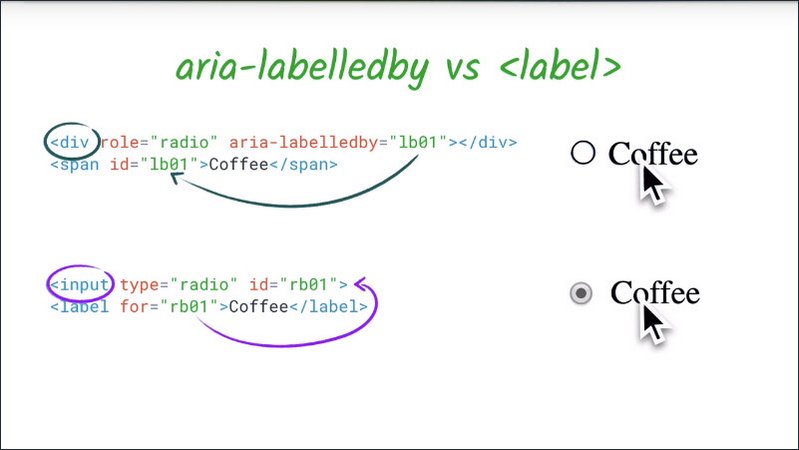 aria-labelledby vs <label>
<div role="radio" aria-labelledby="lb01"></div>
<span id="lb01">Coffee</span>
Coffee
<input type="radio" id="rb01">
<label for="rb01">Coffee</label>
Coffee